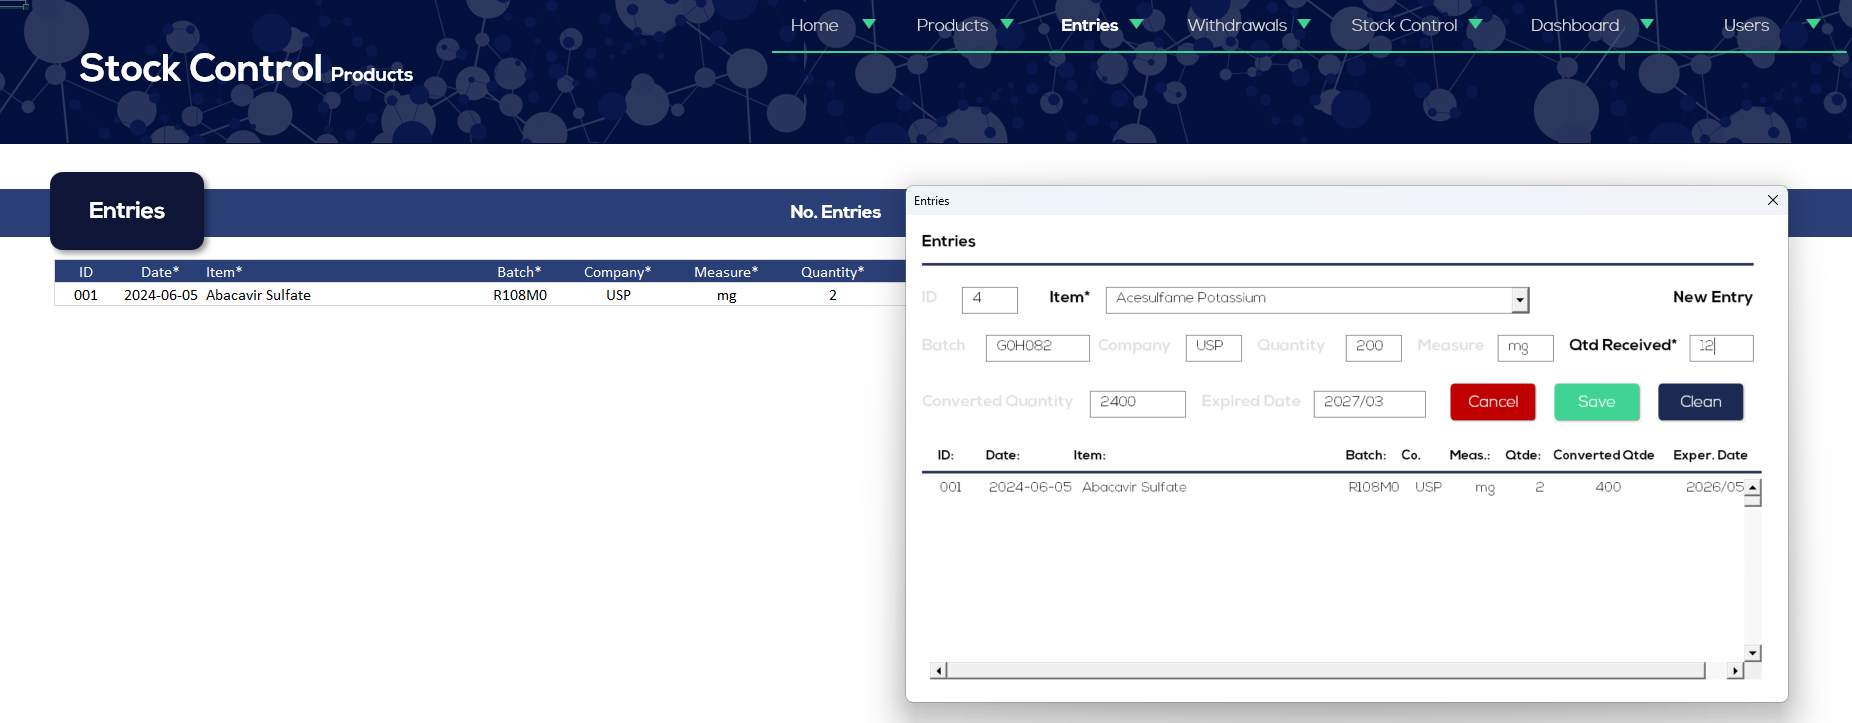 Home Products Entries Withdrawals Stock Control Dashboard Users
Stock Control Products
Entries
No. Entries
ID Date* Item* Batch* Company* Measure* Quantity*
001 2024-06-05 Abacavir Sulfate R108M0 USP mg 2
Entries
Entries
ID 4 Item* Acesulfame Potassium New Entry
Batch G0H082 Company USP Quantity 200 Measure mg Qtd Received* 12
Converted Quantity 2400 Expired Date 2027/03 Cancel Save Clean
ID: Date: Item: Batch: Co. Meas.: Qtde: Converted Qtde Exper. Date
001 2024-06-05 Abacavir Sulfate R108M0 USP mg 2 400 2026/05